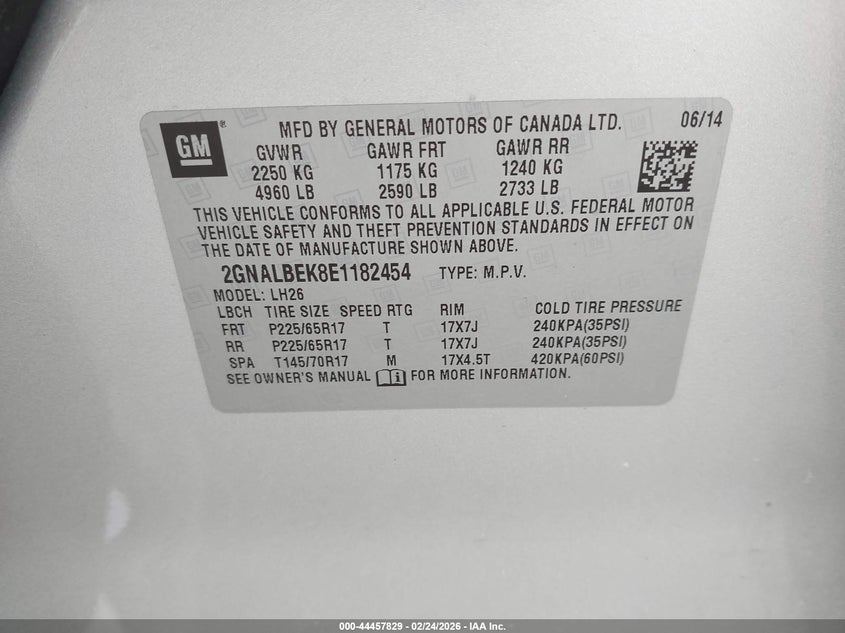 GM ® MFD BY GENERAL MOTORS OF CANADA LTD. 06/14
GVWR GAWR FRT GAWR RR
2250 KG 1175 KG 1240 KG
4960 LB 2590 LB 2733 LB
THIS VEHICLE CONFORMS TO ALL APPLICABLE U.S. FEDERAL MOTOR
VEHICLE SAFETY AND THEFT PREVENTION STANDARDS IN EFFECT ON
THE DATE OF MANUFACTURE SHOWN ABOVE.
2GNALBEK8E1182454 TYPE: M.P.V.
MODEL: LH26
LBCH TIRE SIZE SPEED RTG RIM COLD TIRE PRESSURE
FRT P225/65R17 T 17X7J 240KPA(35PSI)
RR P225/65R17 T 17X7J 240KPA(35PSI)
SPA T145/70R17 M 17X4.5T 420KPA(60PSI)
SEE OWNER'S MANUAL FOR MORE INFORMATION.
000-44457829 - 02/24/2026 - IAA Inc.